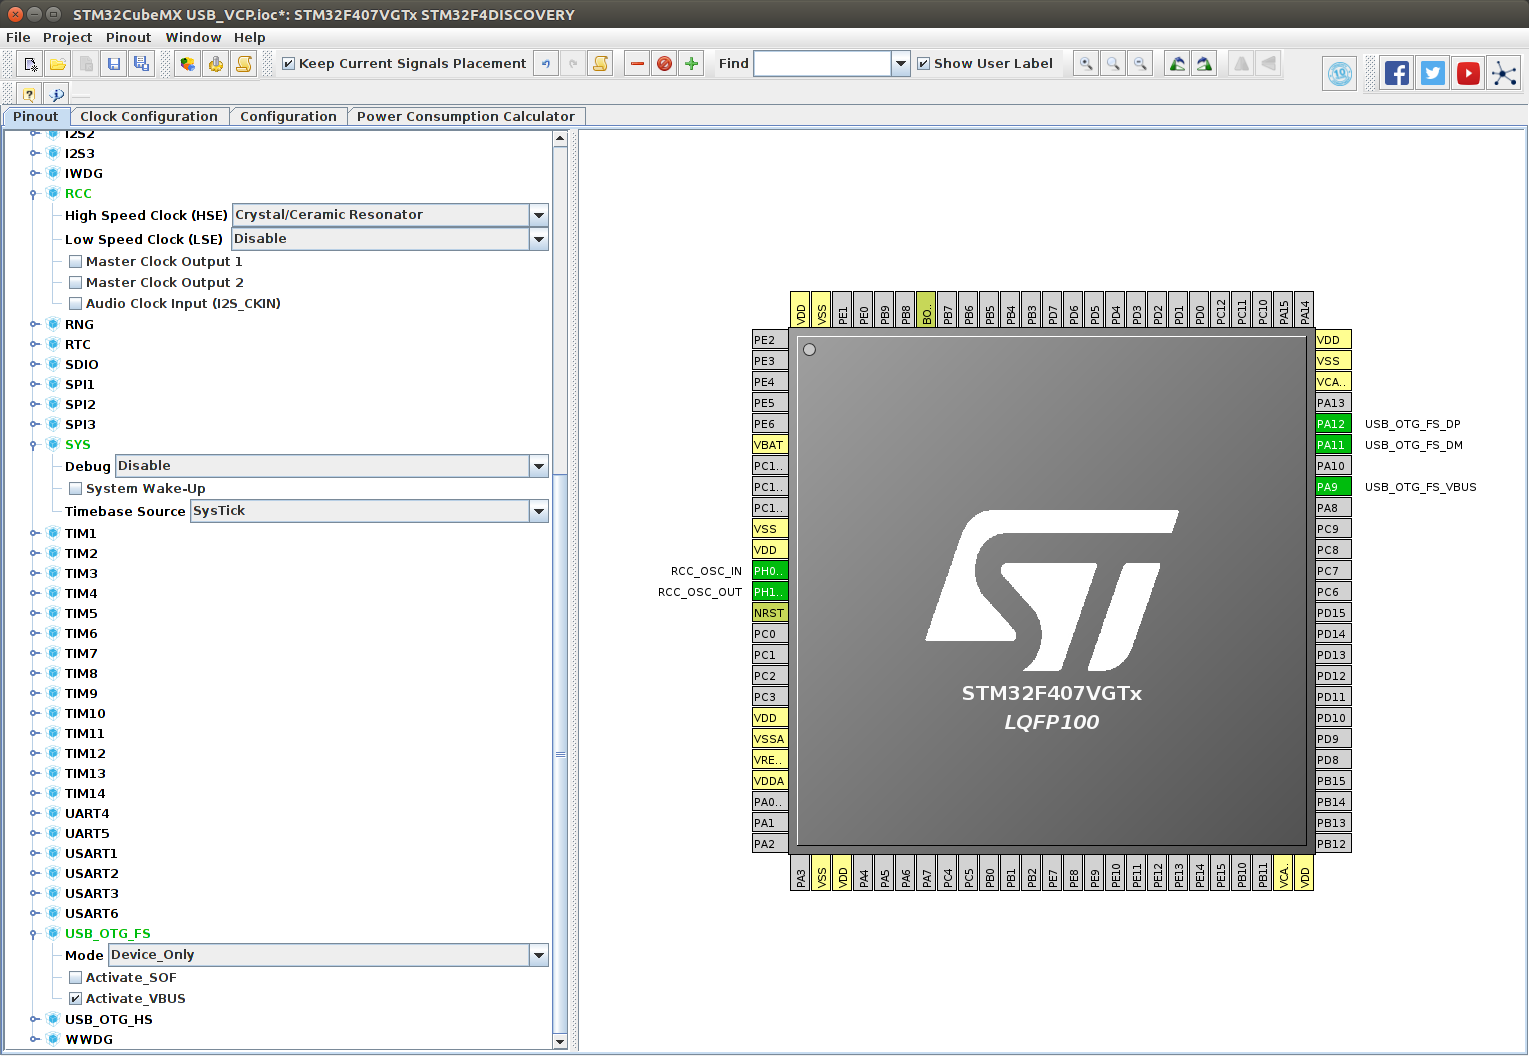 STM32CubeMX USB_VCP.ioc*: STM32F407VGTx STM32F4DISCOVERY
File Project Pinout Window Help
Keep Current Signals Placement
Find
Show User Label
10
Pinout
Clock Configuration
Configuration
Power Consumption Calculator
I2S2
I2S3
IWDG
RCC
High Speed Clock (HSE) Crystal/Ceramic Resonator
Low Speed Clock (LSE) Disable
Master Clock Output 1
Master Clock Output 2
Audio Clock Input (I2S_CKIN)
RNG
RTC
SDIO
SPI1
SPI2
SPI3
SYS
Debug Disable
System Wake-Up
Timebase Source SysTick
TIM1
TIM2
TIM3
TIM4
TIM5
TIM6
TIM7
TIM8
TIM9
TIM10
TIM11
TIM12
TIM13
TIM14
UART4
UART5
USART1
USART2
USART3
USART6
USB_OTG_FS
Mode Device_Only
Activate_SOF
Activate_VBUS
USB_OTG_HS
WWDG
VDD
VSS
PE1
PE0
PB9
PB8
BO..
PB7
PB6
PB5
PB4
PB3
PD7
PD6
PD5
PD4
PD3
PD2
PD1
PD0
PC12
PC11
PC10
PA15
PA14
PE2
PE3
PE4
PE5
PE6
VBAT
PC1..
PC1..
PC1..
VSS
VDD
RCC_OSC_IN PH0..
RCC_OSC_OUT PH1..
NRST
PC0
PC1
PC2
PC3
VDD
VSSA
VRE..
VDDA
PA0..
PA1
PA2
ST
STM32F407VGTx
LQFP100
VDD
VSS
VCA..
PA13
PA12 USB_OTG_FS_DP
PA11 USB_OTG_FS_DM
PA10
PA9 USB_OTG_FS_VBUS
PA8
PC9
PC8
PC7
PC6
PD15
PD14
PD13
PD12
PD11
PD10
PD9
PD8
PB15
PB14
PB13
PB12
PA3
VSS
VDD
PA4
PA5
PA6
PA7
PC4
PC5
PB0
PB1
PB2
PE7
PE8
PE9
PE10
PE11
PE12
PE13
PE14
PE15
PB10
PB11
VCA.
VDD